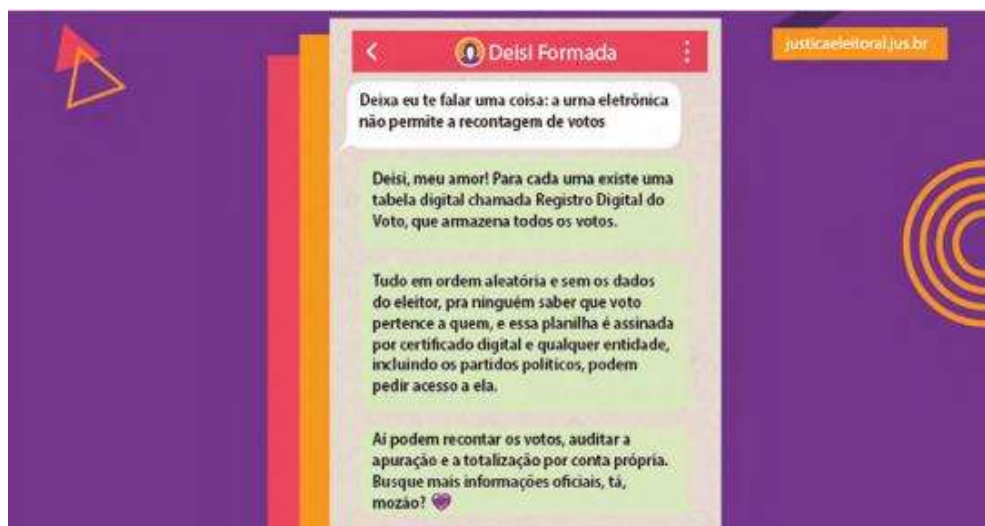 Deisi Formada
justicaeleitoral.jus.br
Deixa eu te falar uma coisa: a urna eletrônica
não permite a recontagem de votos
Deisi, meu amor! Para cada urna existe uma
tabela digital chamada Registro Digital do
Voto, que armazena todos os votos.
Tudo em ordem aleatória e sem os dados
do eleitor, pra ninguém saber que voto
pertence a quem, e essa planilha é assinada
por certificado digital e qualquer entidade,
incluindo os partidos políticos, podem
pedir acesso a ela.
Aí podem recontar os votos, auditar a
apuração e a totalização por conta própria.
Busque mais informações oficiais, tá,
mozão? 💜